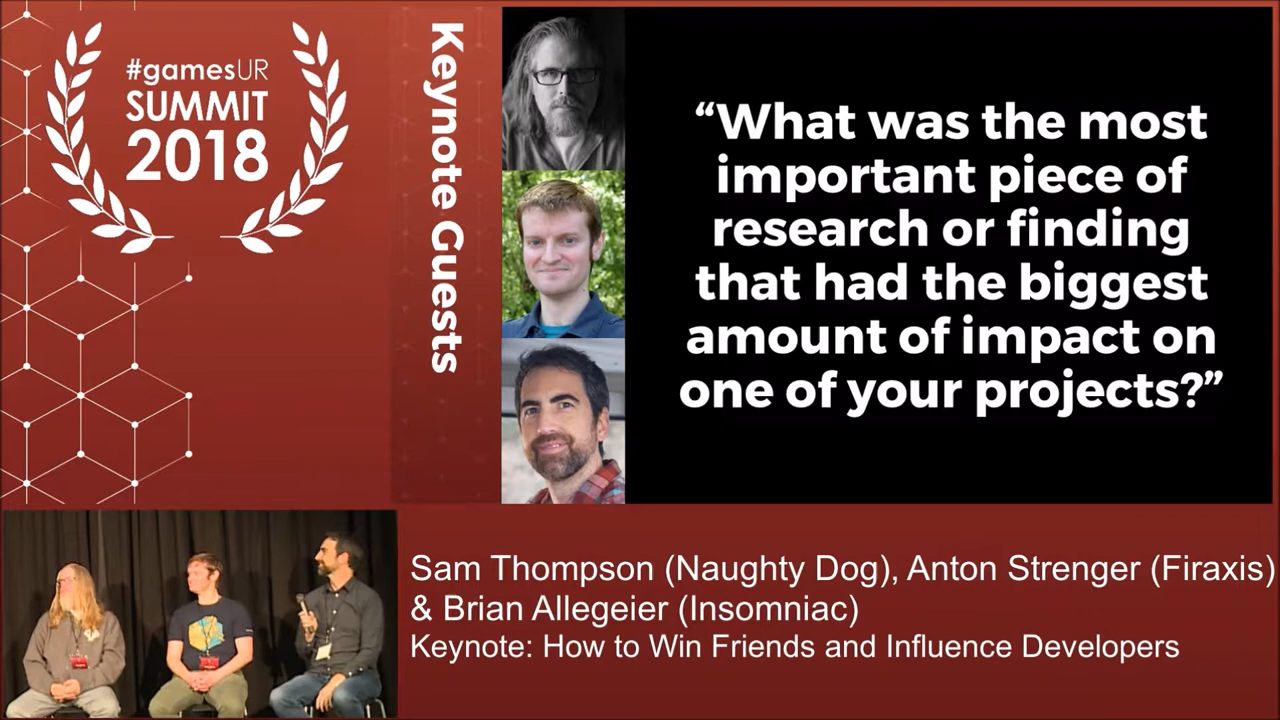 #gamesUR
SUMMIT
2018
Keynote Guests
“What was the most
important piece of
research or finding
that had the biggest
amount of impact on
one of your projects?”
Sam Thompson (Naughty Dog), Anton Strenger (Firaxis)
& Brian Allegeier (Insomniac)
Keynote: How to Win Friends and Influence Developers